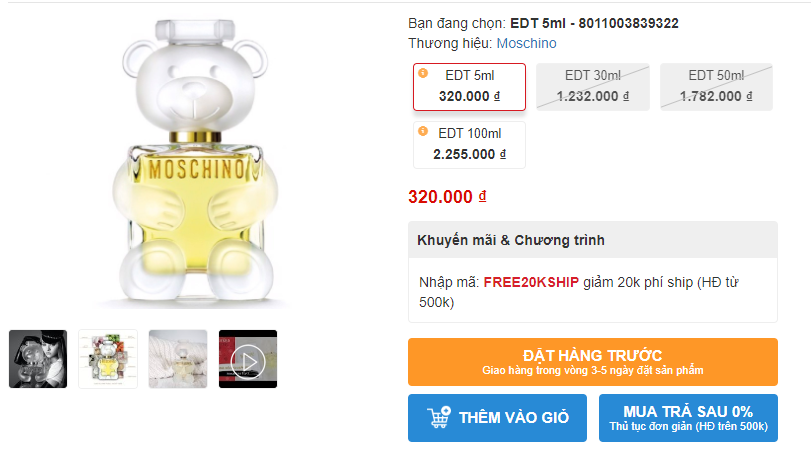 Bạn đang chọn: EDT 5ml - 8011003839322
Thương hiệu: Moschino
EDT 5ml
320.000 ₫
EDT 30ml
1.232.000 ₫
EDT 50ml
1.782.000 ₫
EDT 100ml
2.255.000 ₫
320.000 ₫
Khuyến mãi & Chương trình
Nhập mã: FREE20KSHIP giảm 20k phí ship (HĐ từ
500k)
ĐẶT HÀNG TRƯỚC
Giao hàng trong vòng 3-5 ngày đặt sản phẩm
THÊM VÀO GIỎ
MUA TRẢ SAU 0%
Thủ tục đơn giản (HĐ trên 500k)
MOSCHINO